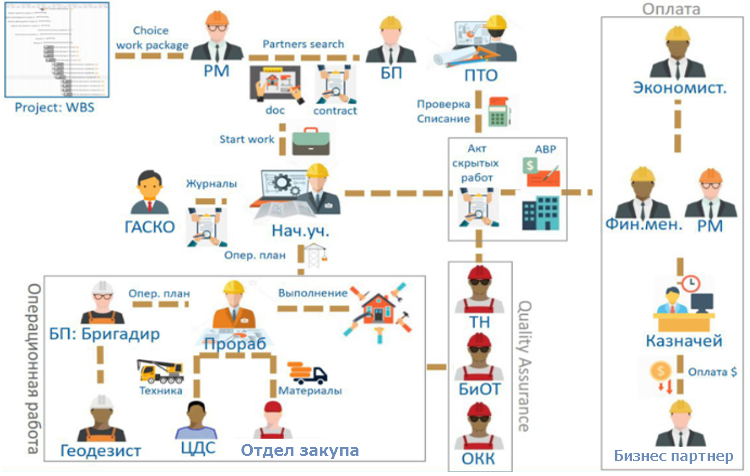 Оплата
Choice
work package
Partners search
PM
БП
ПТО
Экономист.
Project: WBS
doc
contract
Проверка
Списание
Start work
Акт
скрытых
работ
АВР
$
Журналы
ГАСКО
Нач.уч.
Фин.мен.
РМ
Опер. план
Операционная работа
Опер. план
Выполнение
БП: Бригадир
Прораб
ТН
Quality Assurance
Казначей
Техника
Материалы
БиОТ
$
Оплата $
Геодезист
ЦДС
Отдел закупа
ОКК
Бизнес партнер